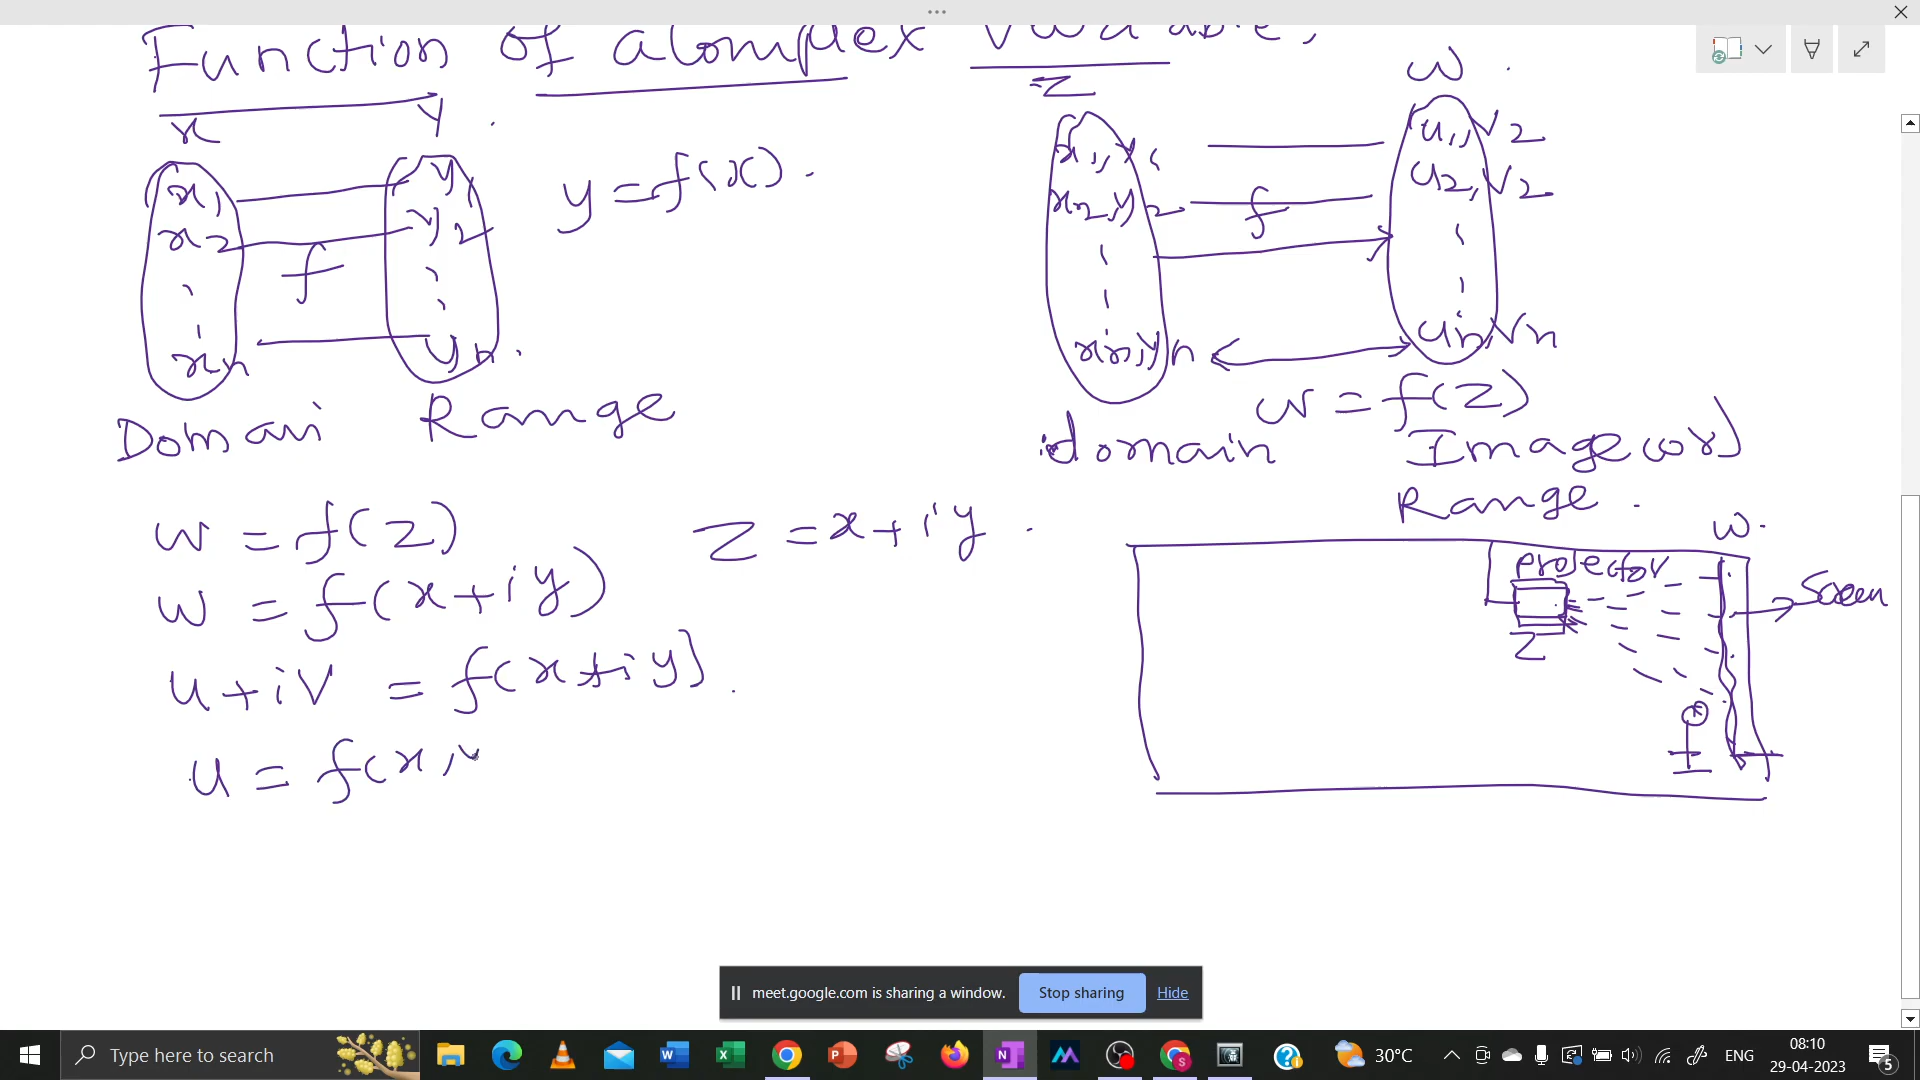 Function of a Complex Variable,
x y
x1 y1
x2 y2
f
xn yn.
y = f(x).
Domain Range
z w
x1, y1 u1, v2
x2, y2 u2, v2
f
xn, yn un, vn
w = f(z)
domain Image (or)
Range.
w = f(z) z = x + iy.
w = f(x + iy)
u + iv = f(x + iy).
u = f(x, y
w.
projector
Screen
z
meet.google.com is sharing a window. Stop sharing Hide
Type here to search
30°C
ENG
08:10
29-04-2023
5